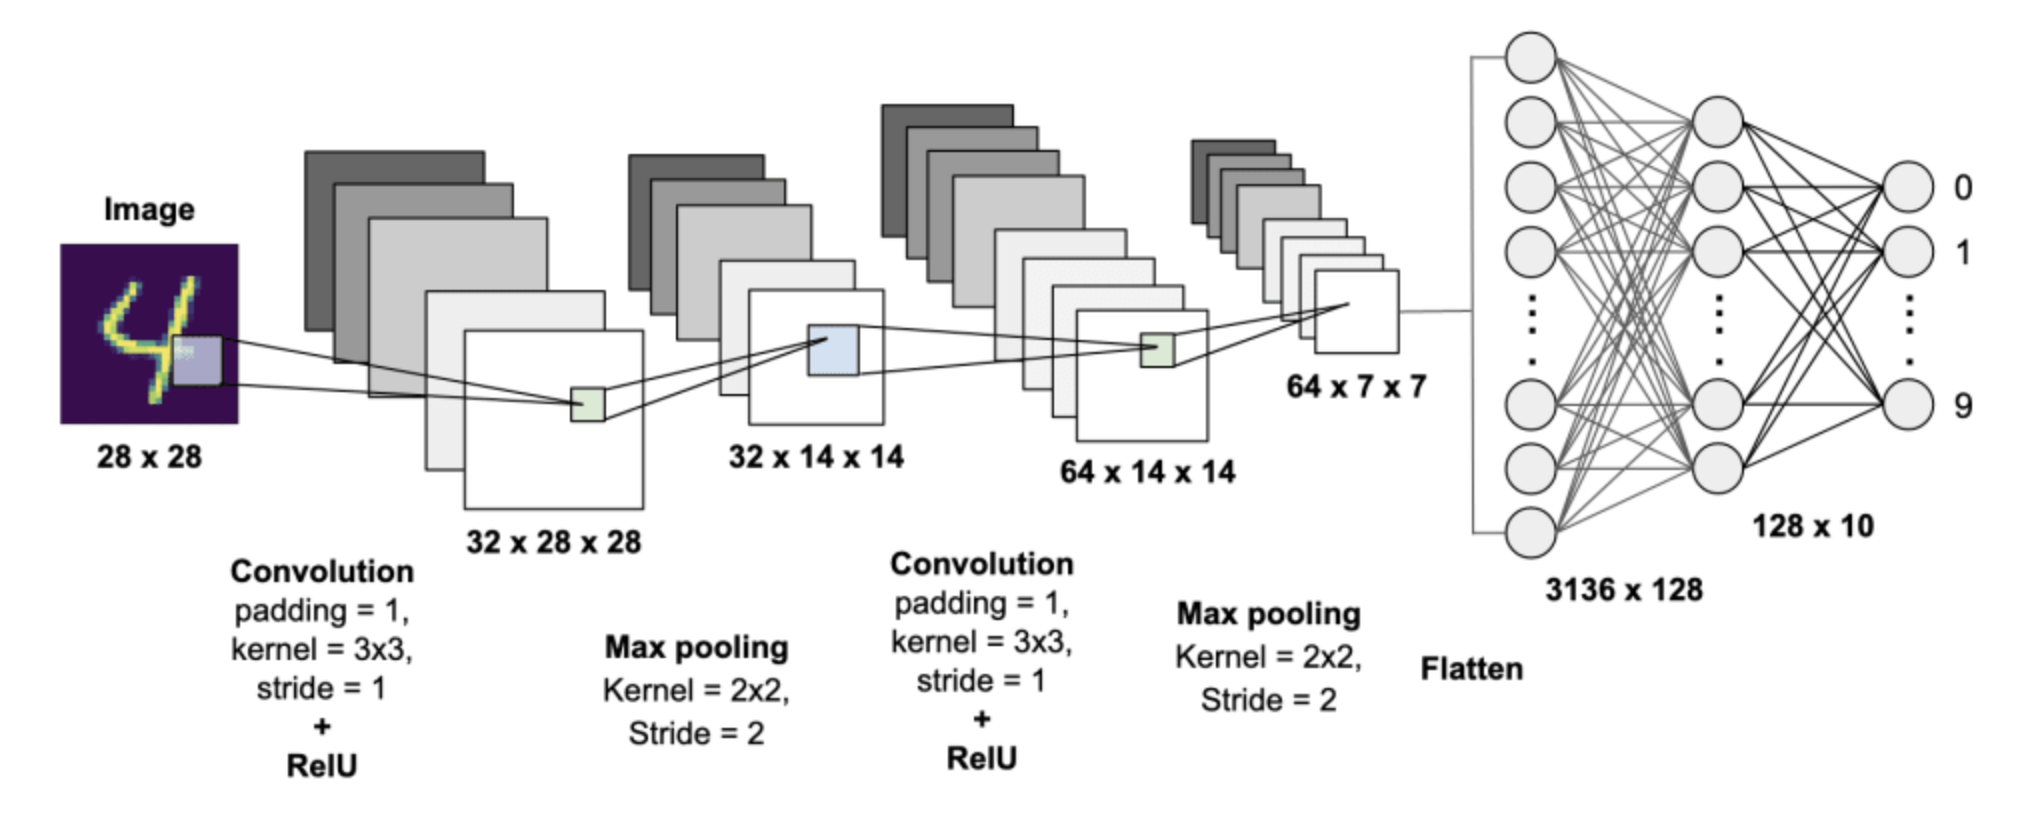 Image
28 x 28
Convolution
padding = 1,
kernel = 3x3,
stride = 1
+
RelU
32 x 28 x 28
Max pooling
Kernel = 2x2,
Stride = 2
32 x 14 x 14
Convolution
padding = 1,
kernel = 3x3,
stride = 1
+
RelU
64 x 14 x 14
Max pooling
Kernel = 2x2,
Stride = 2
64 x 7 x 7
Flatten
3136 x 128
128 x 10
0
1
9